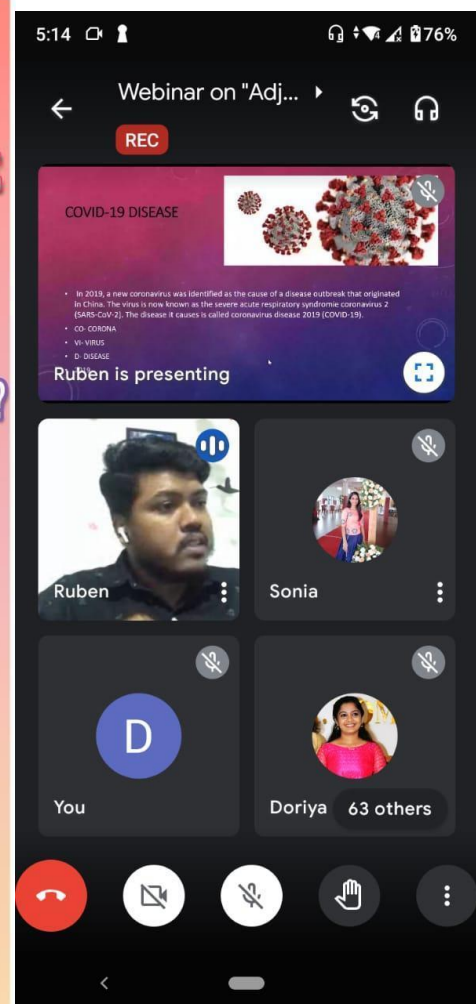 5:14
76%
Webinar on "Adj...
REC
COVID-19 DISEASE
• In 2019, a new coronavirus was identified as the cause of a disease outbreak that originated
in China. The virus is now known as the severe acute respiratory syndrome coronavirus 2
(SARS-CoV-2). The disease it causes is called coronavirus disease 2019 (COVID-19).
• CO- CORONA
• VI- VIRUS
• D- DISEASE
Ruben is presenting
Ruben
Sonia
D
You
Doriya
63 others